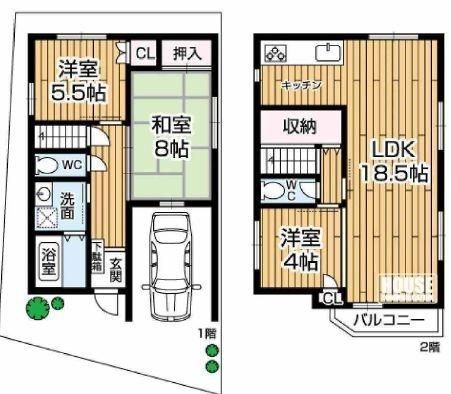 洋室
5.5帖
CL
押入
和室
8帖
WC
洗面
浴室
下駄箱
玄関
1階
キッチン
収納
LDK
18.5帖
WC
洋室
4帖
CL
HOUSE
バルコニー
2階